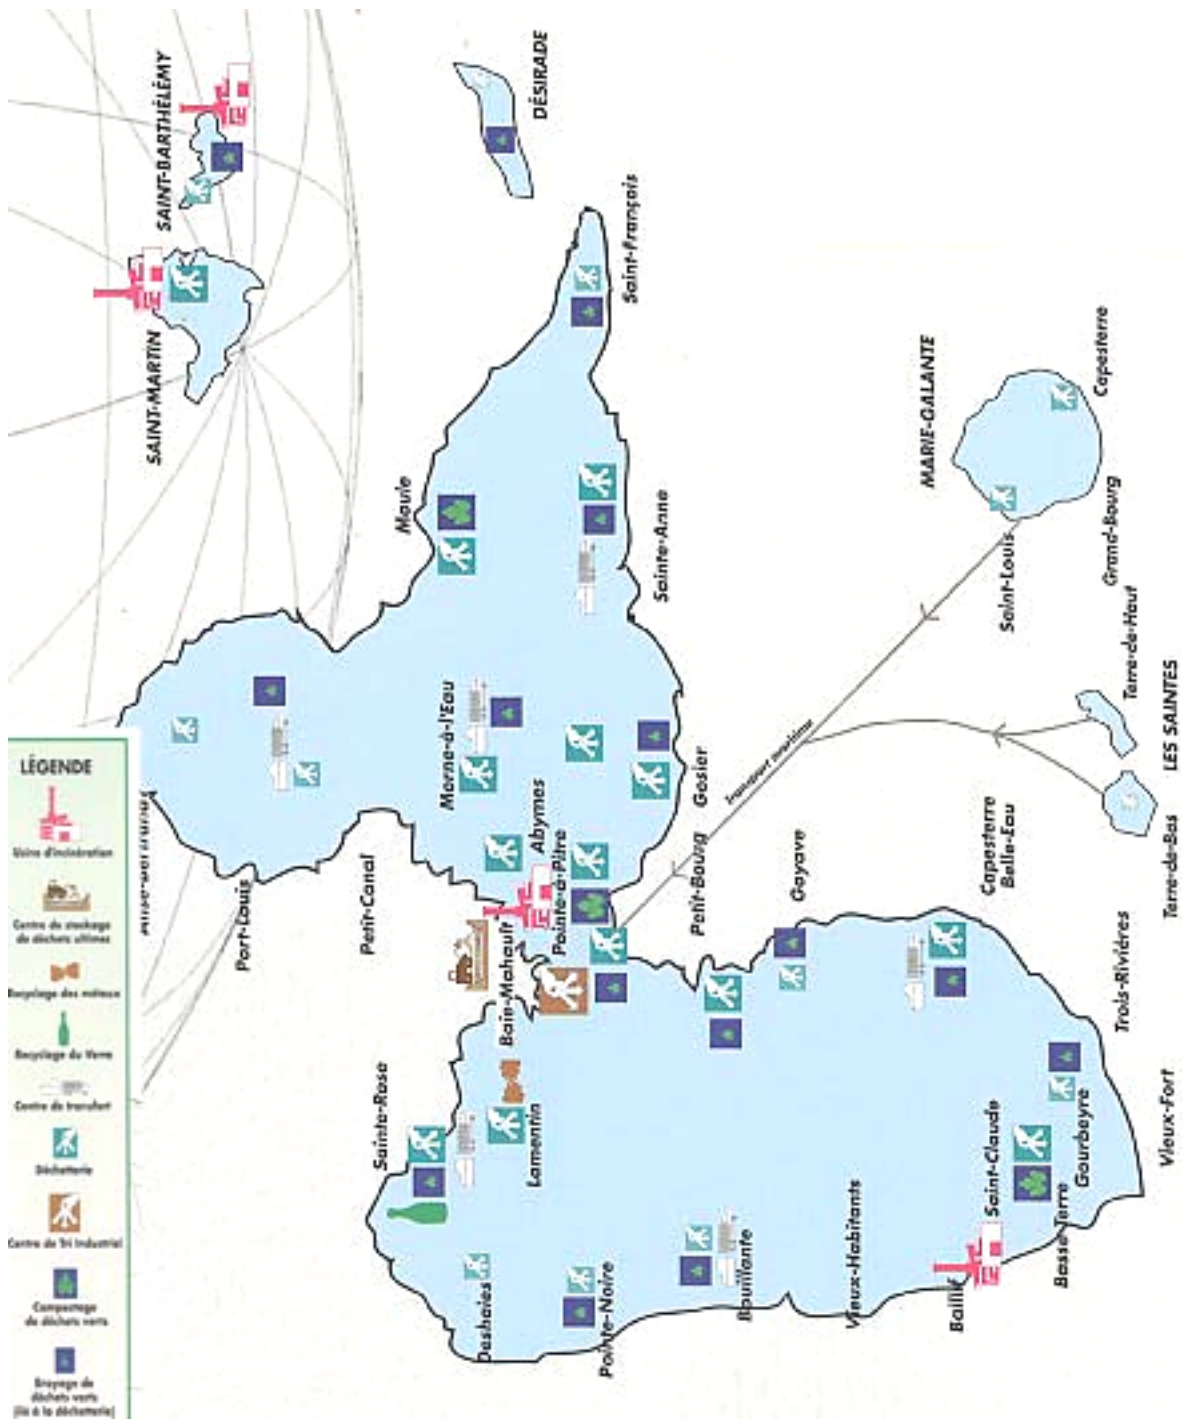 LÉGENDE
Usine d'incinération
Centre de stockage
de déchets ultimes
Recyclage des métaux
Recyclage du Verre
Centre de transfert
Déchetterie
Centre de Tri Industriel
Compostage
de déchets verts
Broyage de
déchets verts
(lié à la déchetterie)
SAINT-BARTHÉLÉMY
SAINT-MARTIN
DÉSIRADE
Saint-François
MARIE-GALANTE
Capesterre
Grand-Bourg
Saint-Louis
Moule
Sainte-Anne
Terre-de-Haut
LES SAINTES
Terre-de-Bas
Transport maritime
Morne-à-l'Eau
Abymes
Pointe-à-Pitre
Gosier
Petit-Canal
Port-Louis
Petit-Bourg
Goyave
Capesterre
Belle-Eau
Trois-Rivières
Vieux-Fort
Gourbeyre
Saint-Claude
Basse-Terre
Baillif
Vieux-Habitants
Bouillante
Pointe-Noire
Deshaies
Sainte-Rose
Lamentin
Baie-Mahault